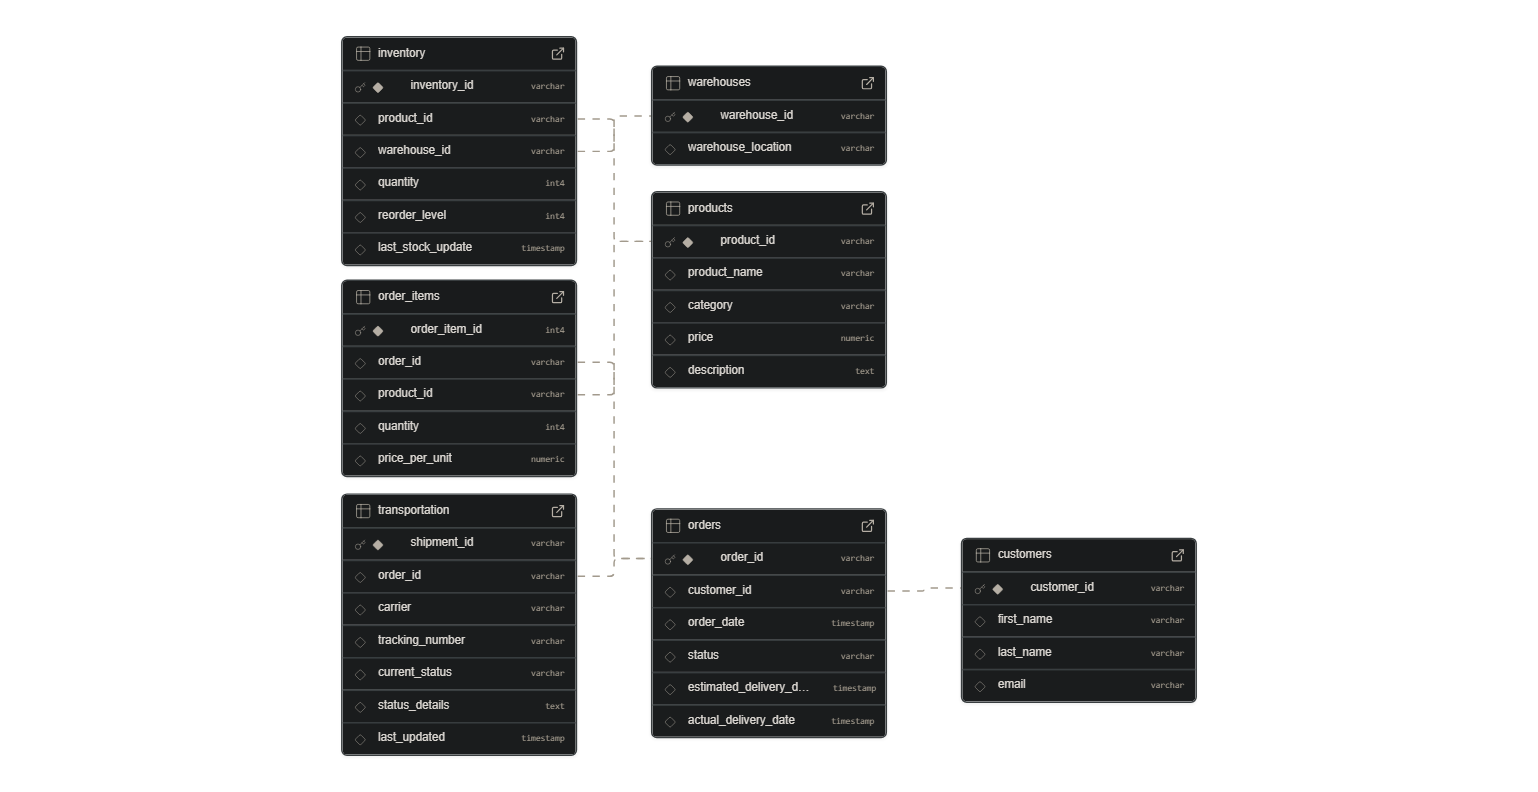 inventory
inventory_id varchar
product_id varchar
warehouse_id varchar
quantity int4
reorder_level int4
last_stock_update timestamp
order_items
order_item_id int4
order_id varchar
product_id varchar
quantity int4
price_per_unit numeric
transportation
shipment_id varchar
order_id varchar
carrier varchar
tracking_number varchar
current_status varchar
status_details text
last_updated timestamp
warehouses
warehouse_id varchar
warehouse_location varchar
products
product_id varchar
product_name varchar
category varchar
price numeric
description text
orders
order_id varchar
customer_id varchar
order_date timestamp
status varchar
estimated_delivery_d... timestamp
actual_delivery_date timestamp
customers
customer_id varchar
first_name varchar
last_name varchar
email varchar